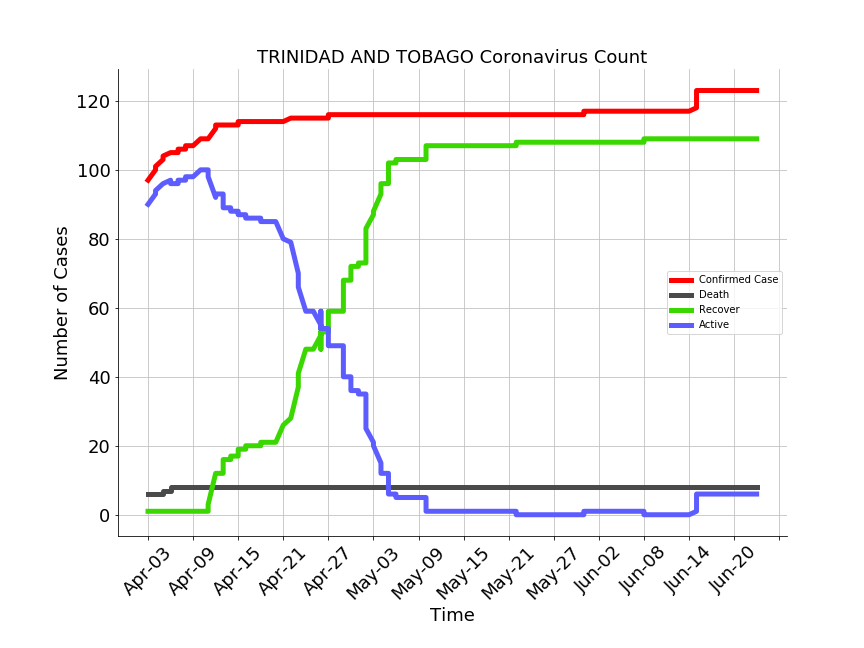 TRINIDAD AND TOBAGO Coronavirus Count
Number of Cases
120
100
80
60
40
20
0
Confirmed Case
Death
Recover
Active
Apr-03
Apr-09
Apr-15
Apr-21
Apr-27
May-03
May-09
May-15
May-21
May-27
Jun-02
Jun-08
Jun-14
Jun-20
Time